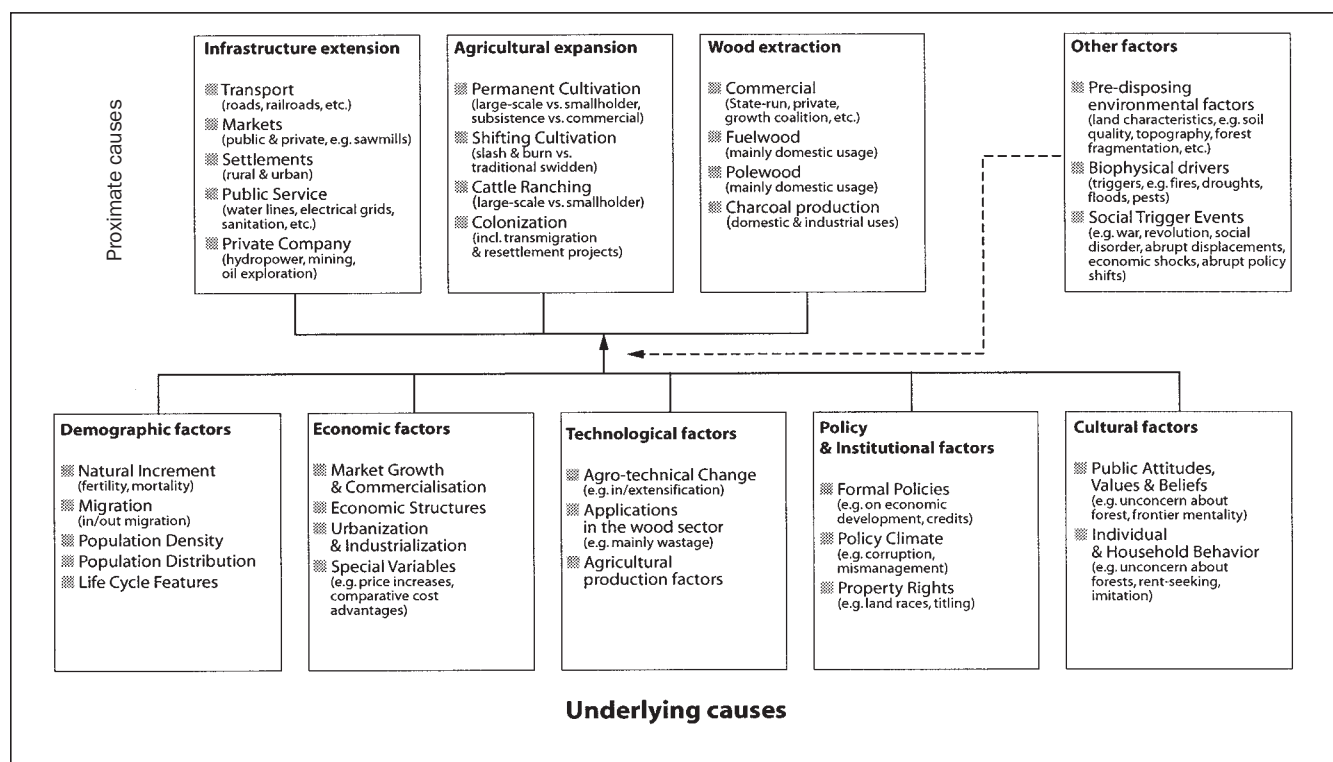 Proximate causes
Infrastructure extension
Transport
(roads, railroads, etc.)
Markets
(public & private, e.g. sawmills)
Settlements
(rural & urban)
Public Service
(water lines, electrical grids,
sanitation, etc.)
Private Company
(hydropower, mining,
oil exploration)
Agricultural expansion
Permanent Cultivation
(large-scale vs. smallholder,
subsistence vs. commercial)
Shifting Cultivation
(slash & burn vs.
traditional swidden)
Cattle Ranching
(large-scale vs. smallholder)
Colonization
(incl. transmigration
& resettlement projects)
Wood extraction
Commercial
(State-run, private,
growth coalition, etc.)
Fuelwood
(mainly domestic usage)
Polewood
(mainly domestic usage)
Charcoal production
(domestic & industrial uses)
Other factors
Pre-disposing
environmental factors
(land characteristics, e.g. soil
quality, topography, forest
fragmentation, etc.)
Biophysical drivers
(triggers, e.g. fires, droughts,
floods, pests)
Social Trigger Events
(e.g. war, revolution, social
disorder, abrupt displacements,
economic shocks, abrupt policy
shifts)
Demographic factors
Natural Increment
(fertility, mortality)
Migration
(in/out migration)
Population Density
Population Distribution
Life Cycle Features
Economic factors
Market Growth
& Commercialisation
Economic Structures
Urbanization
& Industrialization
Special Variables
(e.g. price increases,
comparative cost
advantages)
Technological factors
Agro-technical Change
(e.g. in/extensification)
Applications
in the wood sector
(e.g. mainly wastage)
Agricultural
production factors
Policy
& Institutional factors
Formal Policies
(e.g. on economic
development, credits)
Policy Climate
(e.g. corruption,
mismanagement)
Property Rights
(e.g. land races, titling)
Cultural factors
Public Attitudes,
Values & Beliefs
(e.g. unconcern about
forest, frontier mentality)
Individual
& Household Behavior
(e.g. unconcern about
forests, rent-seeking,
imitation)
Underlying causes